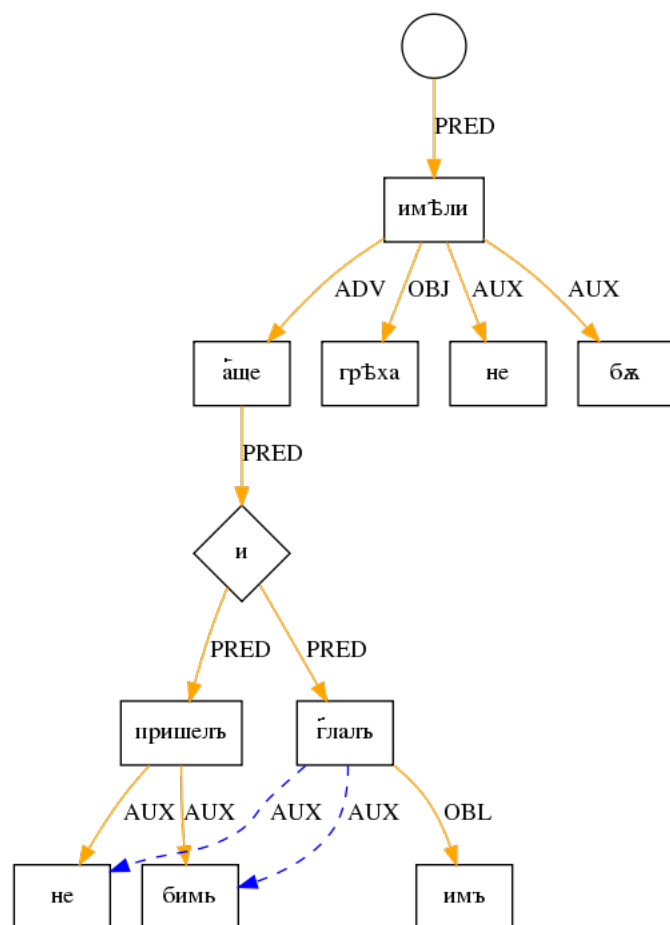 PRED
имѣли
ADV OBJ AUX AUX
а҅ще грѣха не бѫ
PRED
и
PRED PRED
пришелъ г҅лалъ
AUX AUX AUX AUX OBL
не бимь имъ